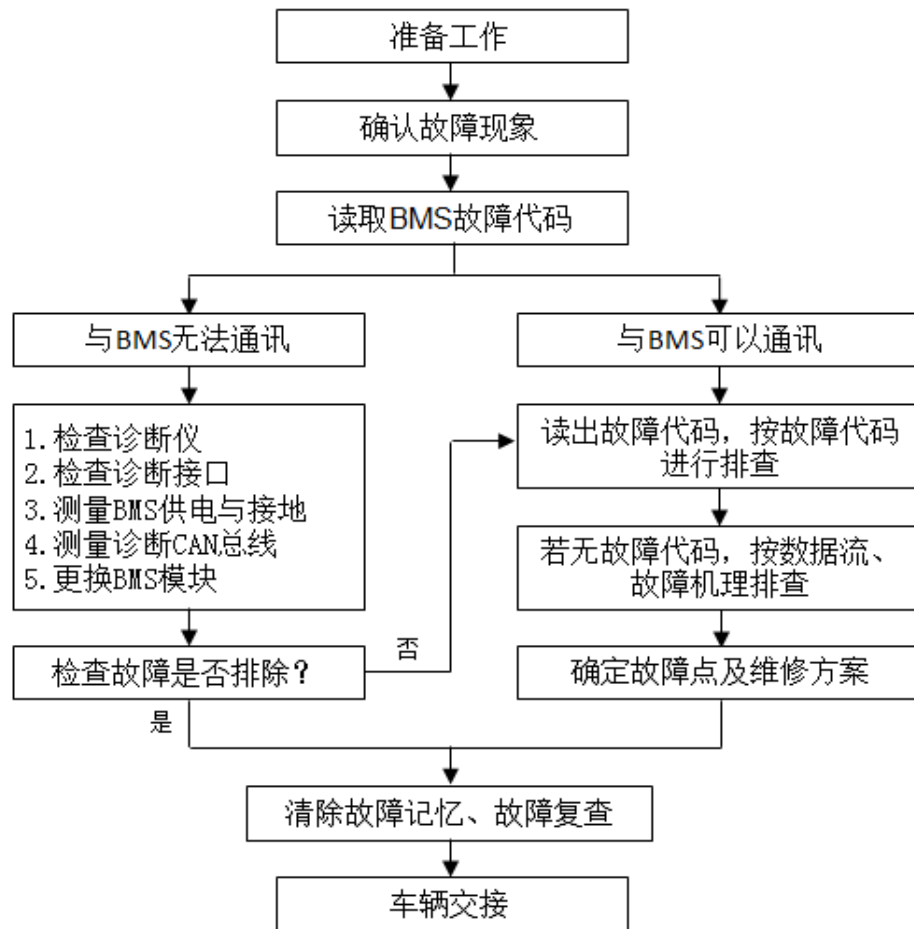 准备工作
确认故障现象
读取BMS故障代码
与BMS无法通讯
与BMS可以通讯
1.检查诊断仪
2.检查诊断接口
3.测量BMS供电与接地
4.测量诊断CAN总线
5.更换BMS模块
读出故障代码，按故障代码
进行排查
若无故障代码，按数据流、
故障机理排查
检查故障是否排除？
否
是
确定故障点及维修方案
清除故障记忆、故障复查
车辆交接